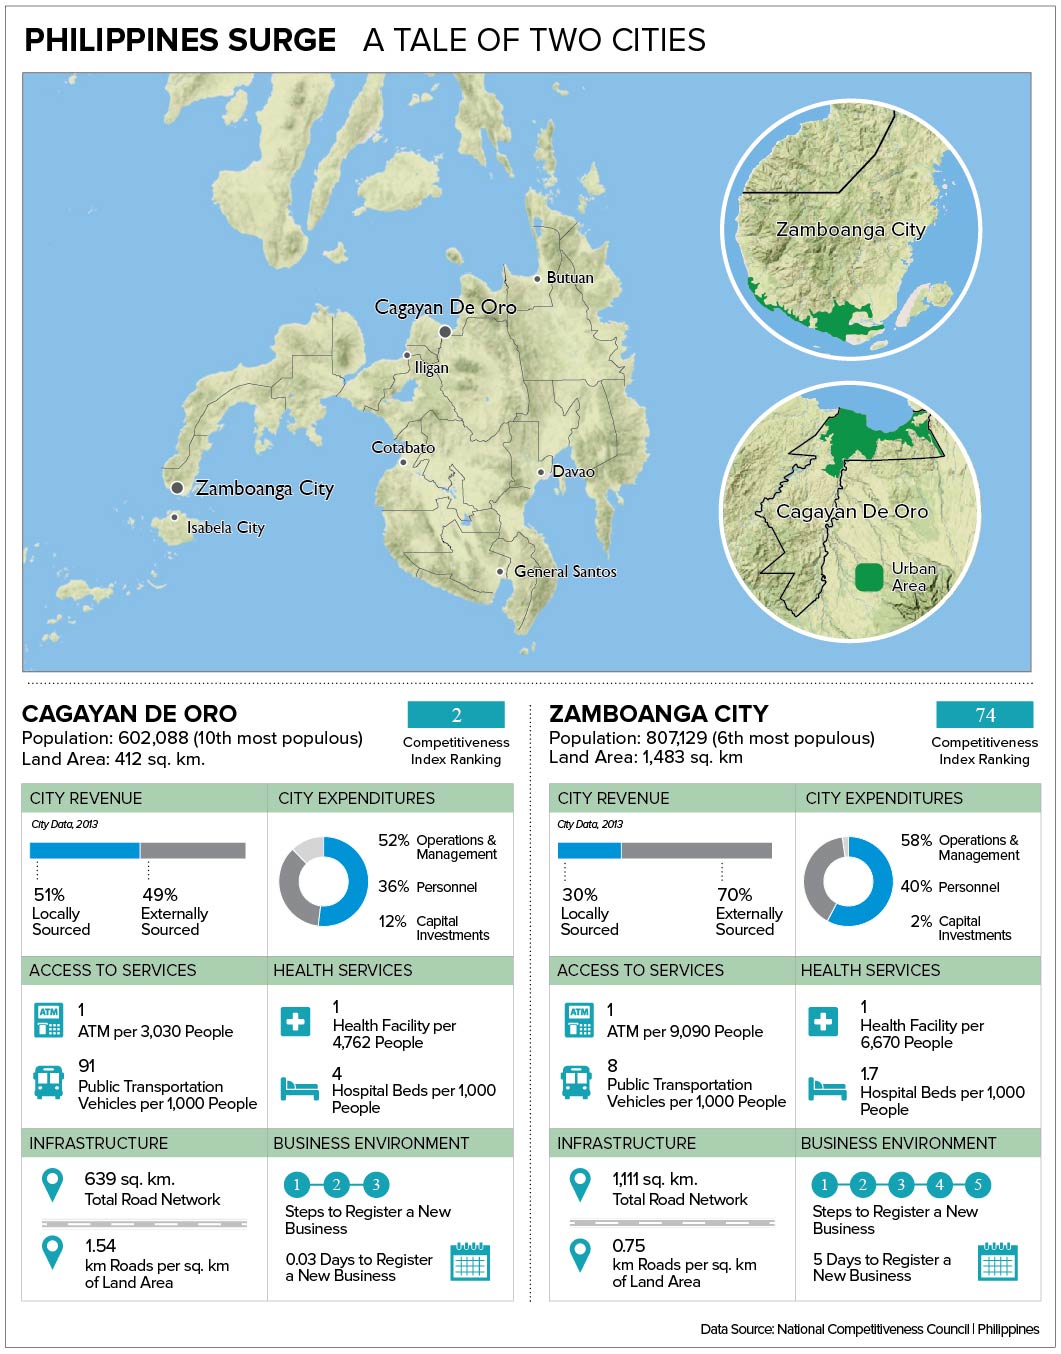 PHILIPPINES SURGE A TALE OF TWO CITIES
Zamboanga City
Butuan
Cagayan De Oro
Iligan
Cotabato
Davao
Zamboanga City
Isabela City
General Santos
Cagayan De Oro
Urban
Area
CAGAYAN DE ORO
Population: 602,088 (10th most populous)
Land Area: 412 sq. km.
2
Competitiveness
Index Ranking
CITY REVENUE
City Data, 2013
51%
Locally
Sourced
49%
Externally
Sourced
CITY EXPENDITURES
52% Operations &
Management
36% Personnel
12% Capital
Investments
ACCESS TO SERVICES
ATM
1
ATM per 3,030 People
91
Public Transportation
Vehicles per 1,000 People
HEALTH SERVICES
1
Health Facility per
4,762 People
4
Hospital Beds per 1,000
People
INFRASTRUCTURE
639 sq. km.
Total Road Network
1.54
km Roads per sq. km
of Land Area
BUSINESS ENVIRONMENT
1 2 3
Steps to Register a New
Business
0.03 Days to Register
a New Business
ZAMBOANGA CITY
Population: 807,129 (6th most populous)
Land Area: 1,483 sq. km
74
Competitiveness
Index Ranking
CITY REVENUE
City Data, 2013
30%
Locally
Sourced
70%
Externally
Sourced
CITY EXPENDITURES
58% Operations &
Management
40% Personnel
2% Capital
Investments
ACCESS TO SERVICES
ATM
1
ATM per 9,090 People
8
Public Transportation
Vehicles per 1,000 People
HEALTH SERVICES
1
Health Facility per
6,670 People
1.7
Hospital Beds per 1,000
People
INFRASTRUCTURE
1,111 sq. km.
Total Road Network
0.75
km Roads per sq. km
of Land Area
BUSINESS ENVIRONMENT
1 2 3 4 5
Steps to Register a New
Business
5 Days to Register a
New Business
Data Source: National Competitiveness Council | Philippines